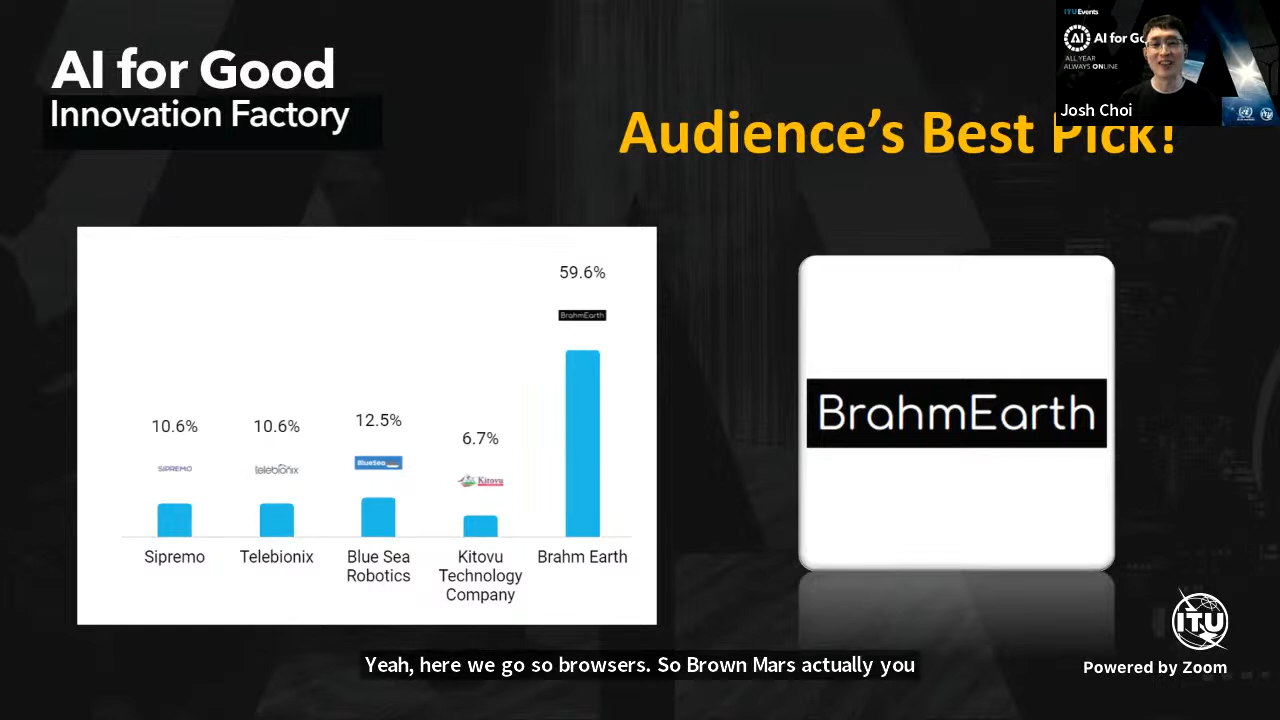 AI for Good
Innovation Factory
ITUEvents
AI
AI for Go
ALL YEAR
ALWAYS ONLINE
Josh Choi
Audience’s Best Pick!
59.6%
BrahmEarth
10.6%
10.6%
12.5%
6.7%
SIPREMO
telebionix
BlueSea
Kitovu
Sipremo
Telebionix
Blue Sea
Robotics
Kitovu
Technology
Company
Brahm Earth
BrahmEarth
ITU
Powered by Zoom
Yeah, here we go so browsers. So Brown Mars actually you